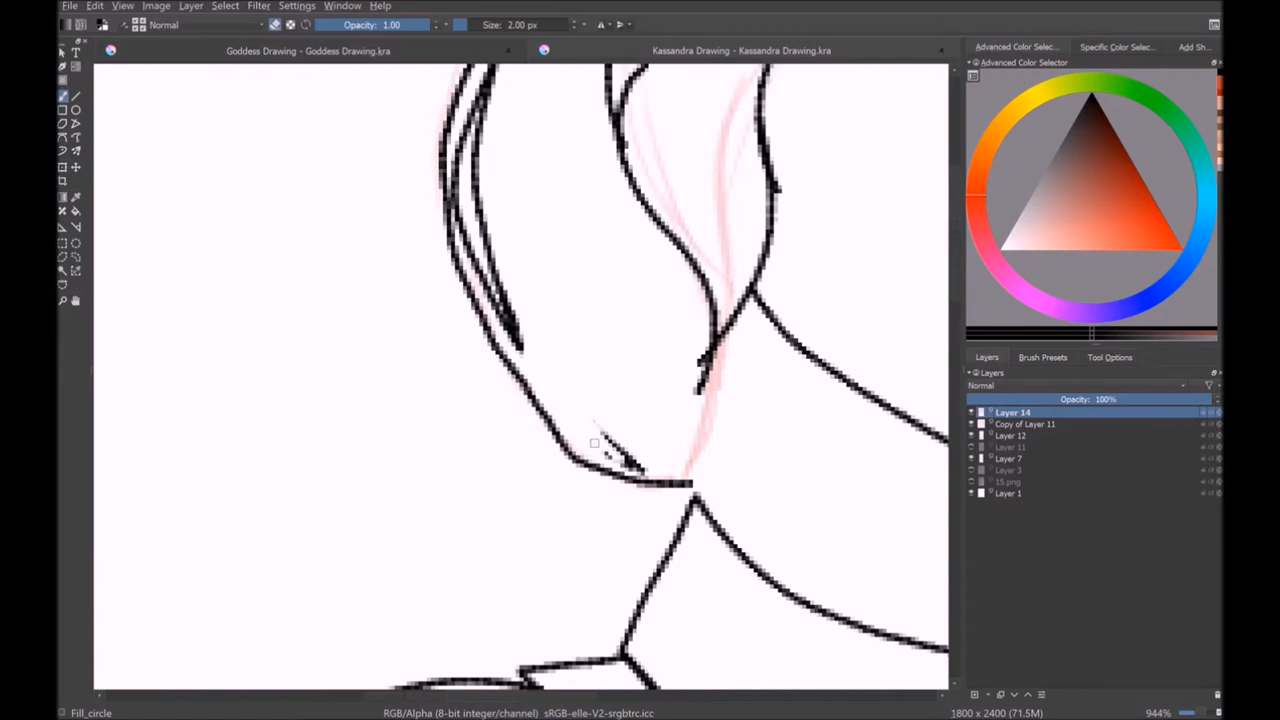 File Edit View Image Layer Select Filter Settings Window Help
Normal Opacity: 1.00 Size: 2.00 px
Goddess Drawing - Goddess Drawing.kra Kassandra Drawing - Kassandra Drawing.kra
Advanced Color Selec... Specific Color Selec... Add Sh...
Advanced Color Selector
Layers Brush Presets Tool Options
Layers
Normal
Opacity: 100%
Layer 14
Copy of Layer 11
Layer 12
Layer 11
Layer 7
Layer 3
15.png
Layer 1
Fill_circle RGB/Alpha (8-bit integer/channel) sRGB-elle-V2-srgbtrc.icc 1800 x 2400 (71.5M) 944%